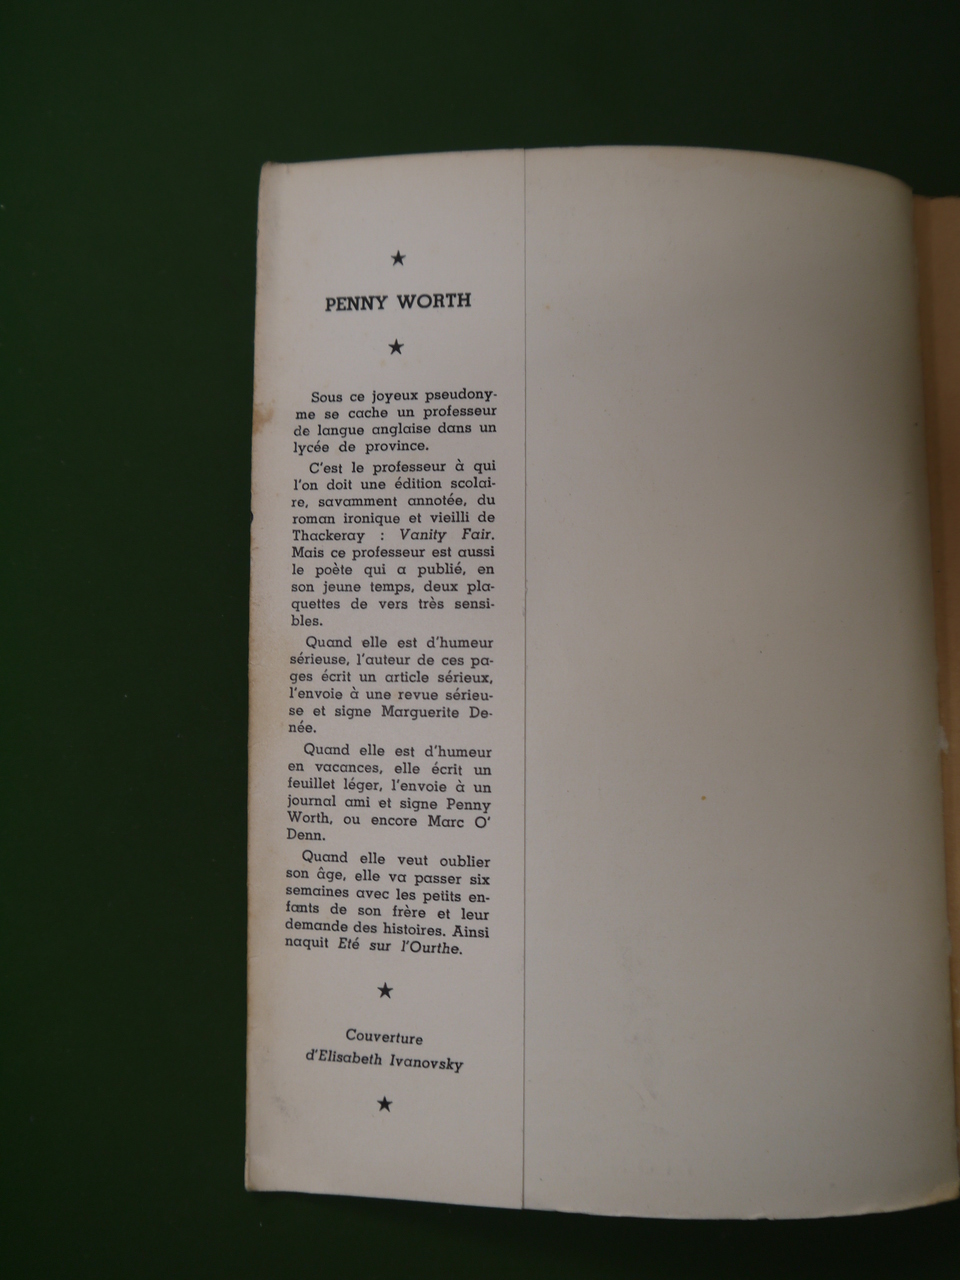 ★
PENNY WORTH
★
Sous ce joyeux pseudony-
me se cache un professeur
de langue anglaise dans un
lycée de province.
C'est le professeur à qui
l'on doit une édition scolai-
re, savamment annotée, du
roman ironique et vieilli de
Thackeray : Vanity Fair.
Mais ce professeur est aussi
le poète qui a publié, en
son jeune temps, deux pla-
quettes de vers très sensi-
bles.
Quand elle est d'humeur
sérieuse, l'auteur de ces pa-
ges écrit un article sérieux,
l'envoie à une revue sérieu-
se et signe Marguerite De-
née.
Quand elle est d'humeur
en vacances, elle écrit un
feuillet léger, l'envoie à un
journal ami et signe Penny
Worth, ou encore Marc O'
Denn.
Quand elle veut oublier
son âge, elle va passer six
semaines avec les petits en-
fants de son frère et leur
demande des histoires. Ainsi
naquit Eté sur l'Ourthe.
★
Couverture
d'Elisabeth Ivanovsky
★